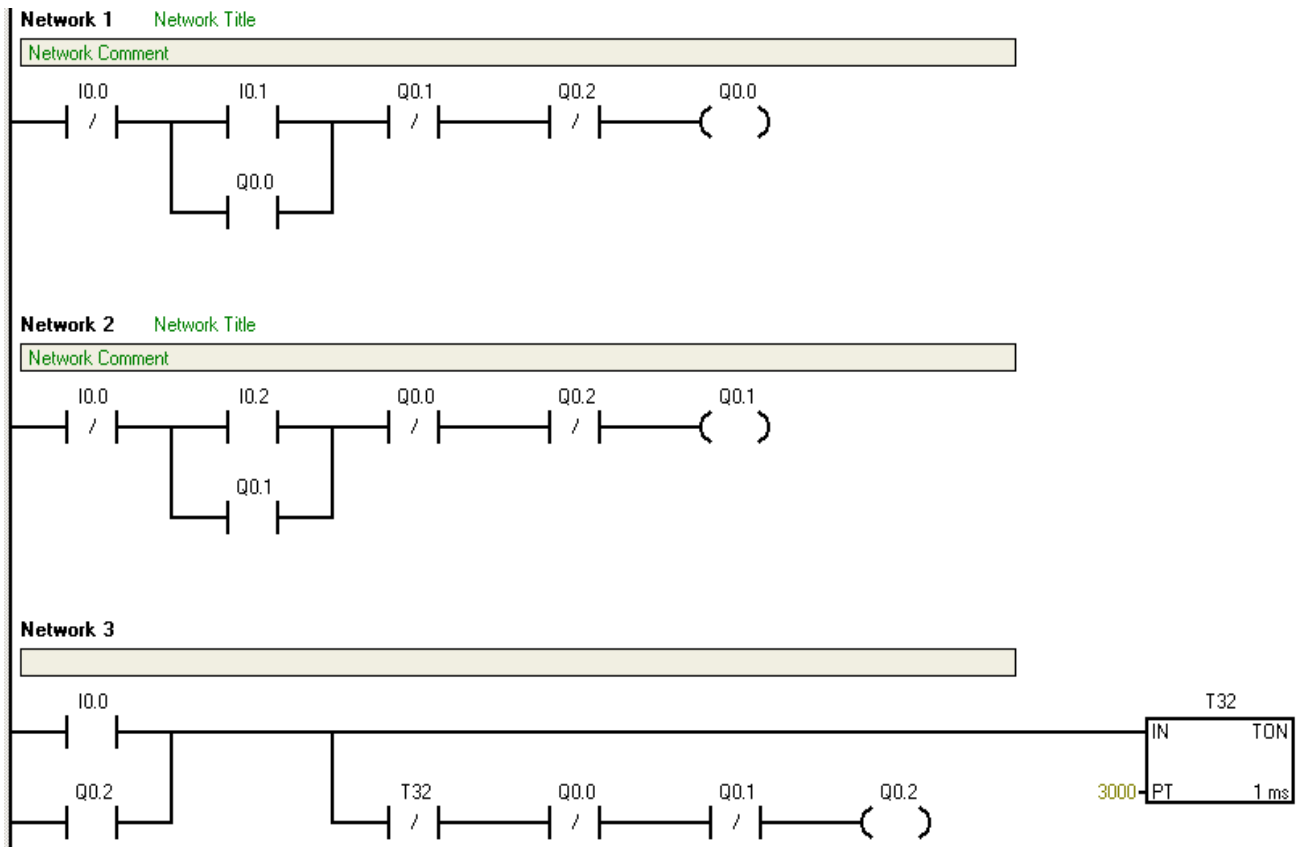 Network 1 Network Title
Network Comment
I0.0 I0.1 Q0.1 Q0.2 Q0.0
/ / /
Q0.0
Network 2 Network Title
Network Comment
I0.0 I0.2 Q0.0 Q0.2 Q0.1
/ / /
Q0.1
Network 3
I0.0 T32
IN TON
Q0.2 T32 Q0.0 Q0.1 Q0.2 3000 PT 1 ms
/ / /